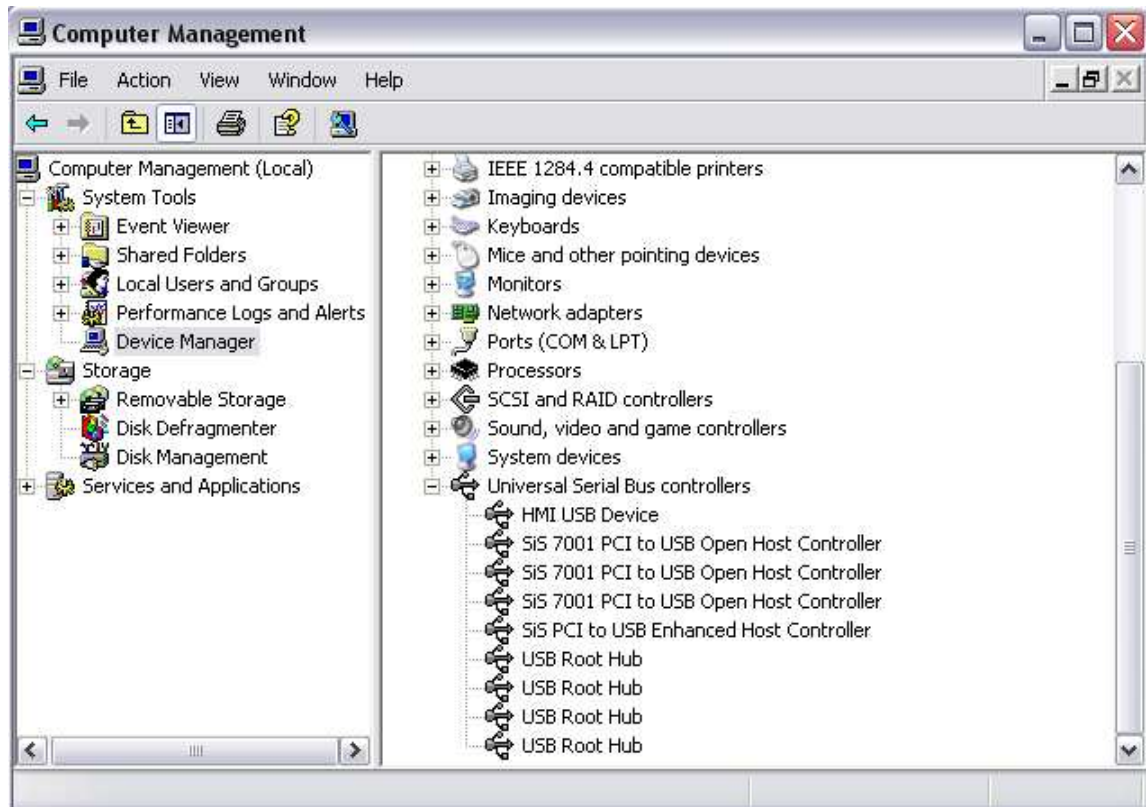 Computer Management
File Action View Window Help
Computer Management (Local)
System Tools
Event Viewer
Shared Folders
Local Users and Groups
Performance Logs and Alerts
Device Manager
Storage
Removable Storage
Disk Defragmenter
Disk Management
Services and Applications
IEEE 1284.4 compatible printers
Imaging devices
Keyboards
Mice and other pointing devices
Monitors
Network adapters
Ports (COM & LPT)
Processors
SCSI and RAID controllers
Sound, video and game controllers
System devices
Universal Serial Bus controllers
HMI USB Device
SiS 7001 PCI to USB Open Host Controller
SiS 7001 PCI to USB Open Host Controller
SiS 7001 PCI to USB Open Host Controller
SiS PCI to USB Enhanced Host Controller
USB Root Hub
USB Root Hub
USB Root Hub
USB Root Hub